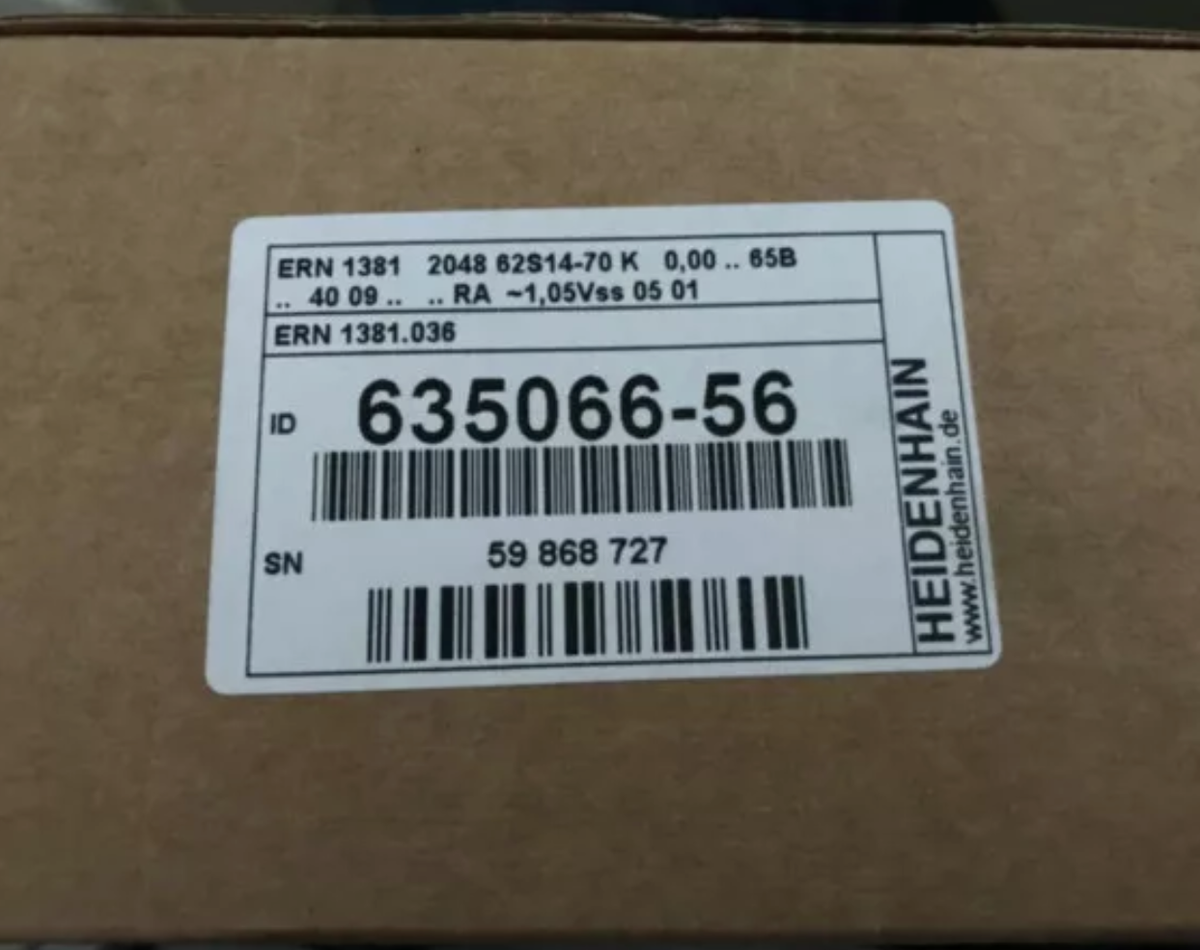 ERN 1381 2048 62S14-70 K 0,00 .. 65B
.. 40 09 .. .. RA ~1,05Vss 05 01
ERN 1381.036
ID 635066-56
SN 59 868 727
HEIDENHAIN
www.heidenhain.de